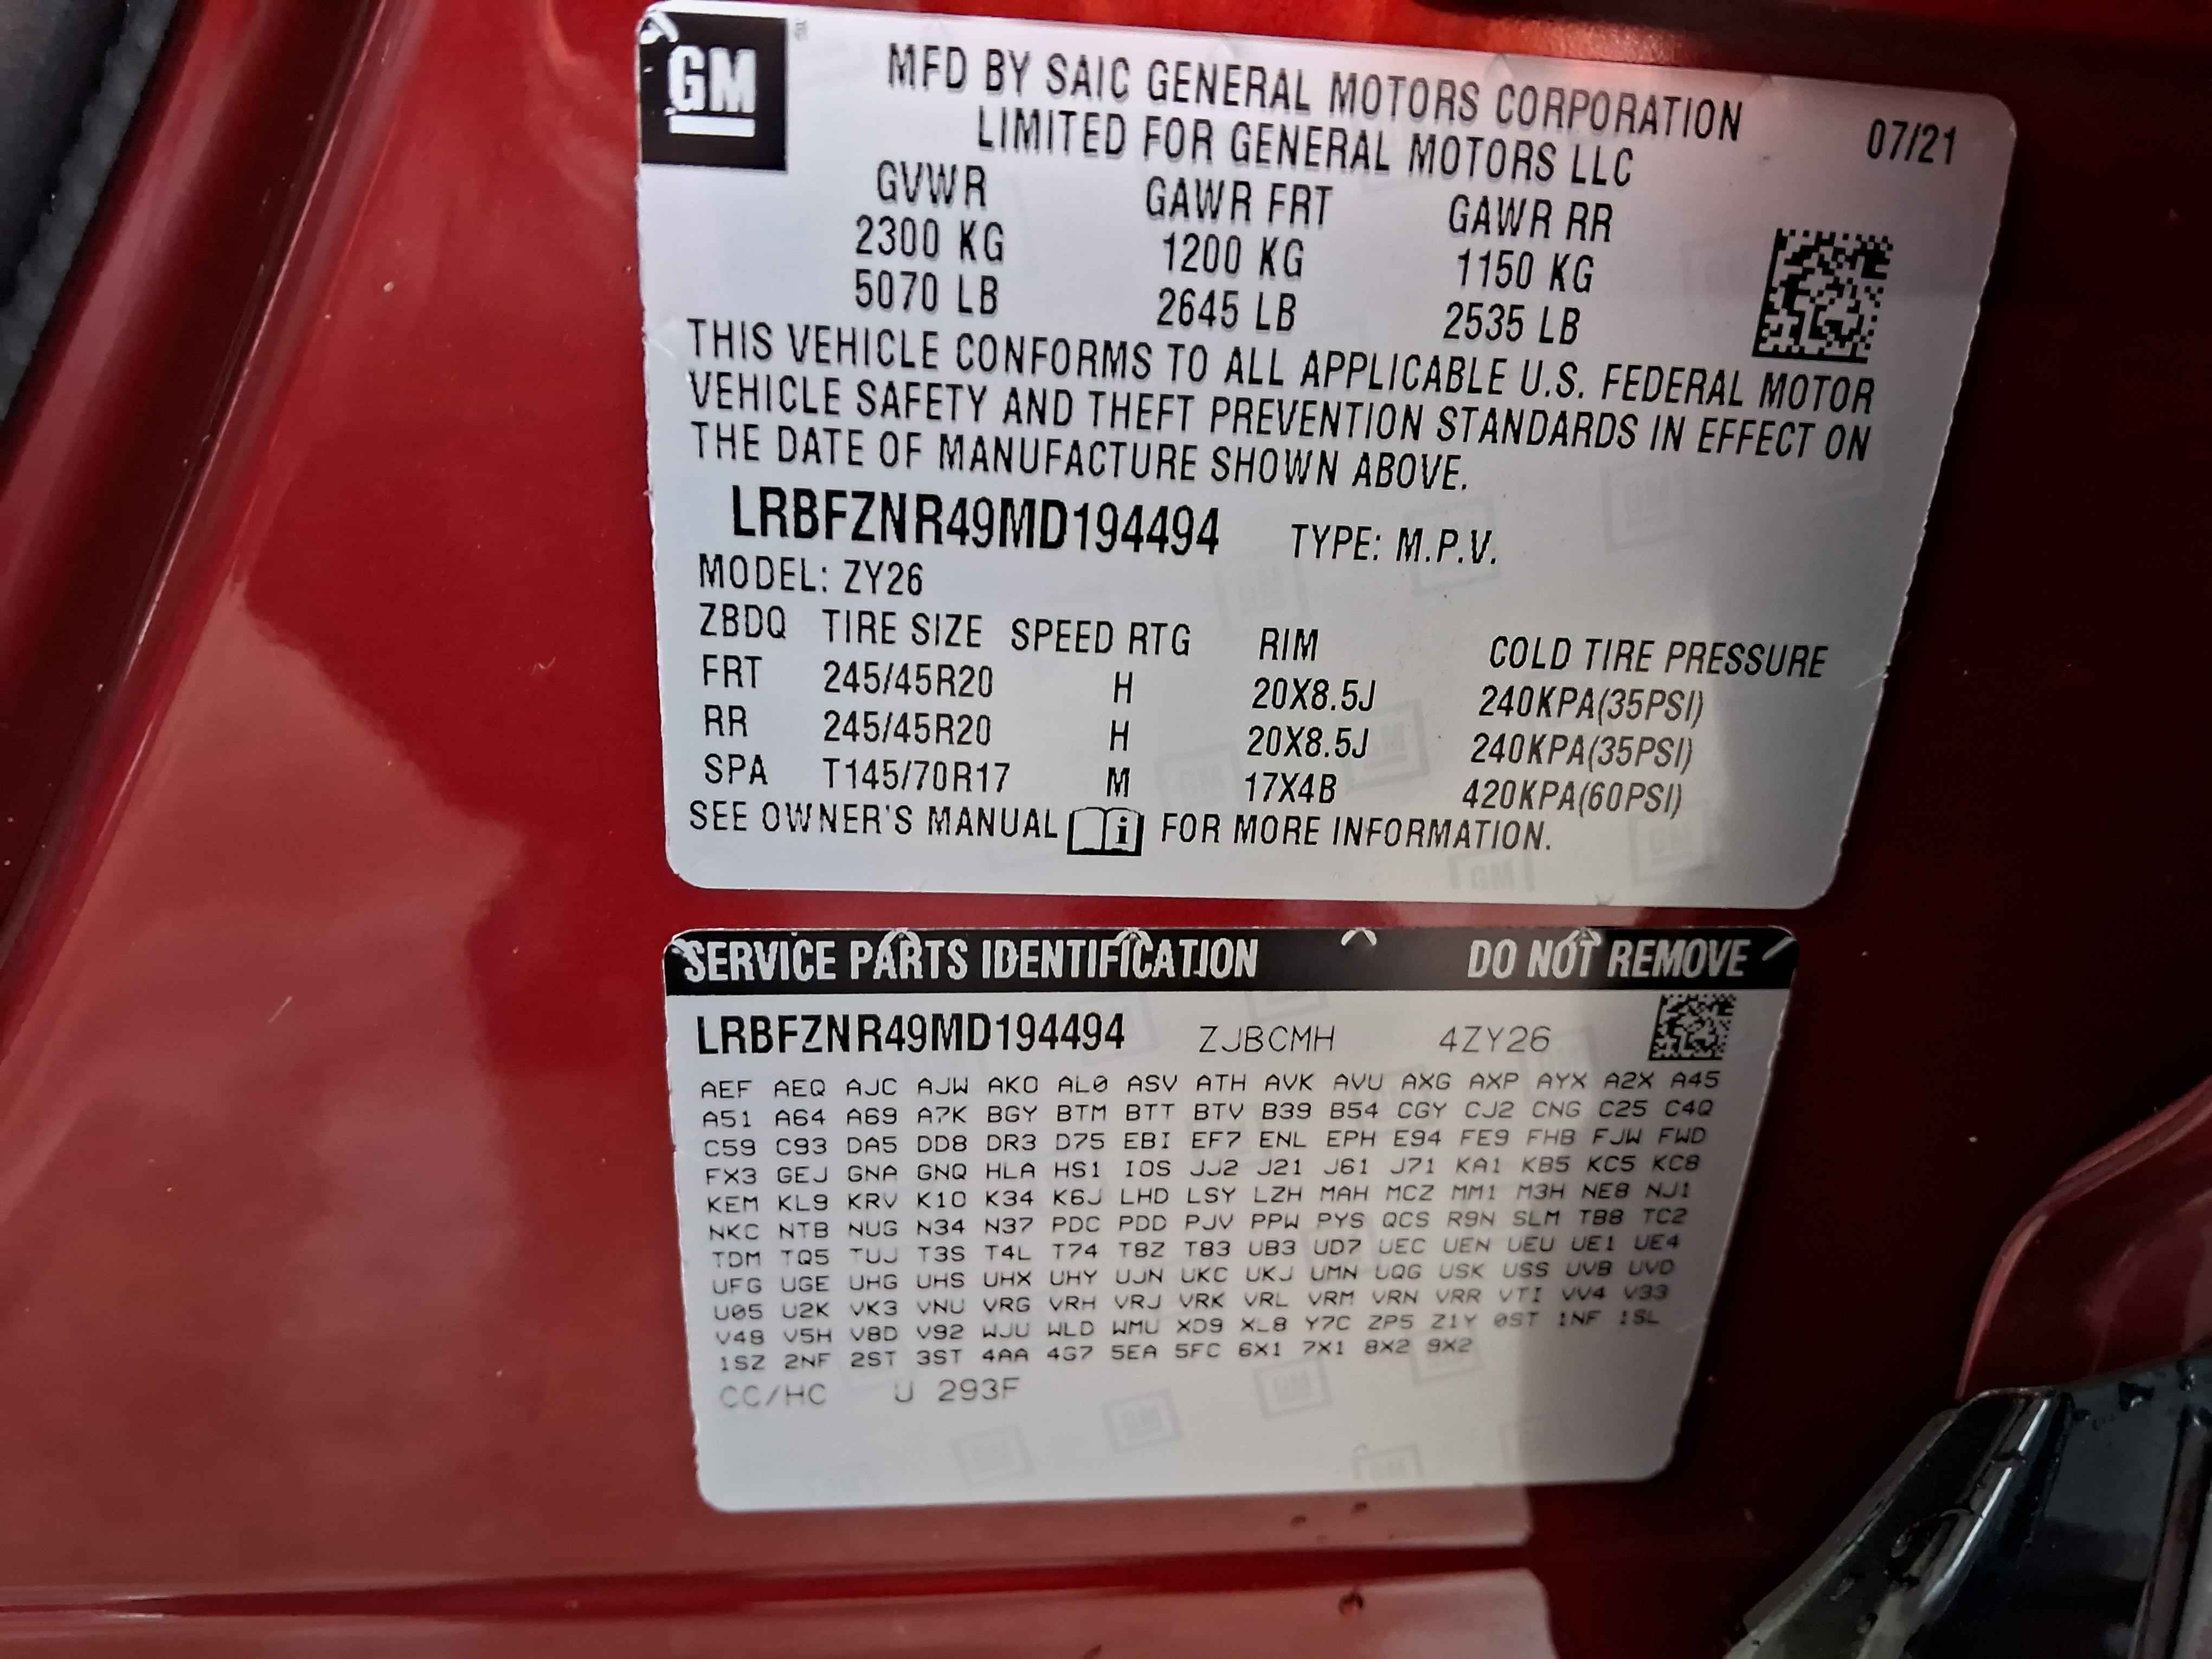 GM
MFD BY SAIC GENERAL MOTORS CORPORATION
LIMITED FOR GENERAL MOTORS LLC
07/21
GVWR GAWR FRT GAWR RR
2300 KG 1200 KG 1150 KG
5070 LB 2645 LB 2535 LB
THIS VEHICLE CONFORMS TO ALL APPLICABLE U.S. FEDERAL MOTOR
VEHICLE SAFETY AND THEFT PREVENTION STANDARDS IN EFFECT ON
THE DATE OF MANUFACTURE SHOWN ABOVE.
LRBFZNR49MD194494 TYPE: M.P.V.
MODEL: ZY26
ZBDQ TIRE SIZE SPEED RTG RIM COLD TIRE PRESSURE
FRT 245/45R20 H 20X8.5J 240KPA(35PSI)
RR 245/45R20 H 20X8.5J 240KPA(35PSI)
SPA T145/70R17 M 17X4B 420KPA(60PSI)
SEE OWNER'S MANUAL i FOR MORE INFORMATION.
SERVICE PARTS IDENTIFICATION DO NOT REMOVE
LRBFZNR49MD194494 ZJBCMH 4ZY26
AEF AEQ AJC AJW AKO AL0 ASV ATH AVK AVU AXG AXP AYX A2X A45
A51 A64 A69 A7K BGY BTM BTT BTV B39 B54 CGY CJ2 CNG C25 C4Q
C59 C93 DA5 DD8 DR3 D75 EBI EF7 ENL EPH E94 FE9 FHB FJW FWD
FX3 GEJ GNA GNQ HLA HS1 IOS JJ2 J21 J61 J71 KA1 KB5 KC5 KC8
KEM KL9 KRV K10 K34 K6J LHD LSY LZH MAH MCZ MM1 M3H NE8 NJ1
NKC NTB NUG N34 N37 PDC PDD PJV PPW PYS QCS R9N SLM TB8 TC2
TDM TQ5 TUJ T3S T4L T74 T8Z T83 UB3 UD7 UEC UEN UEU UE1 UE4
UFG UGE UHG UHS UHX UHY UJN UKC UKJ UMN UQG USK USS UVB UVD
U05 U2K VK3 VNU VRG VRH VRJ VRK VRL VRM VRN VRR VTI VV4 V33
V48 V5H V8D V92 WJU WLD WMU XD9 XL8 Y7C ZP5 Z1Y 0ST 1NF 1SL
1SZ 2NF 2ST 3ST 4AA 4G7 5EA 5FC 6X1 7X1 8X2 9X2
CC/HC U 293F